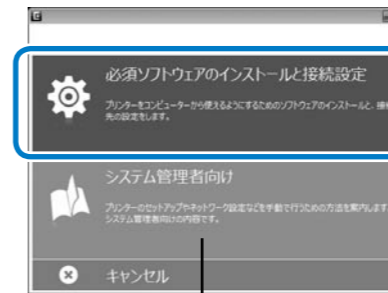 必須ソフトウェアのインストールと接続設定
プリンターをコンピューターから使えるようにするためのソフトウェアのインストールと、接続
先の設定をします。
システム管理者向け
プリンターのセットアップやネットワーク設定などを手動で行うための方法を案内します。
システム管理者向けの内容です。
キャンセル